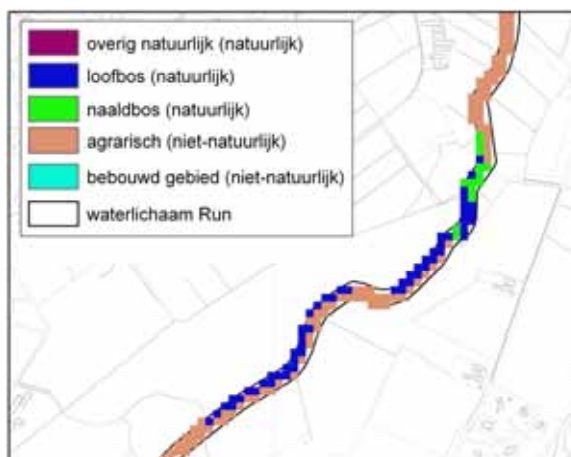 overig natuurlijk (natuurlijk)
loofbos (natuurlijk)
naaldbos (natuurlijk)
agrarisch (niet-natuurlijk)
bebouwd gebied (niet-natuurlijk)
waterlichaam Run